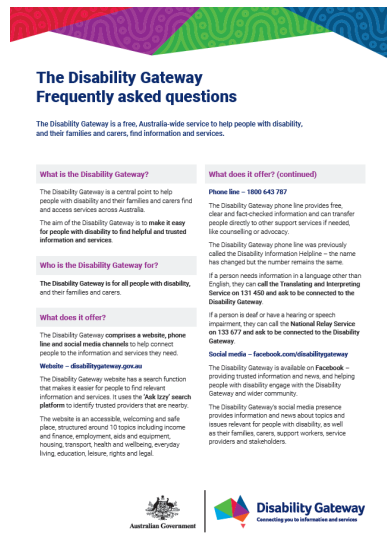 The Disability Gateway
Frequently asked questions
The Disability Gateway is a free, Australia-wide service to help people with disability,
and their families and carers, find information and services.
What is the Disability Gateway?
The Disability Gateway is a central point to help
people with disability and their families and carers find
and access services across Australia.
The aim of the Disability Gateway is to make it easy
for people with disability to find helpful and trusted
information and services.
Who is the Disability Gateway for?
The Disability Gateway is for all people with disability,
and their families and carers.
What does it offer?
The Disability Gateway comprises a website, phone
line and social media channels to help connect
people to the information and services they need.
Website – disabilitygateway.gov.au
The Disability Gateway website has a search function
that makes it easier for people to find relevant
information and services. It uses the 'Ask Izzy' search
platform to identify trusted providers that are nearby.
The website is an accessible, welcoming and safe
place, structured around 10 topics including income
and finance, employment, aids and equipment,
housing, transport, health and wellbeing, everyday
living, education, leisure, rights and legal.
What does it offer? (continued)
Phone line – 1800 643 787
The Disability Gateway phone line provides free,
clear and fact-checked information and can transfer
people directly to other support services if needed,
like counselling or advocacy.
The Disability Gateway phone line was previously
called the Disability Information Helpline – the name
has changed but the number remains the same.
If a person needs information in a language other than
English, they can call the Translating and Interpreting
Service on 131 450 and ask to be connected to the
Disability Gateway.
If a person is deaf or have a hearing or speech
impairment, they can call the National Relay Service
on 133 677 and ask to be connected to the Disability
Gateway.
Social media – facebook.com/disabilitygateway
The Disability Gateway is available on Facebook –
providing trusted information and news, and helping
people with disability engage with the Disability
Gateway and wider community.
The Disability Gateway's social media presence
provides information and news about topics and
issues relevant for people with disability, as well
as their families, carers, support workers, service
providers and stakeholders.
Australian Government
Disability Gateway
Connecting you to information and services